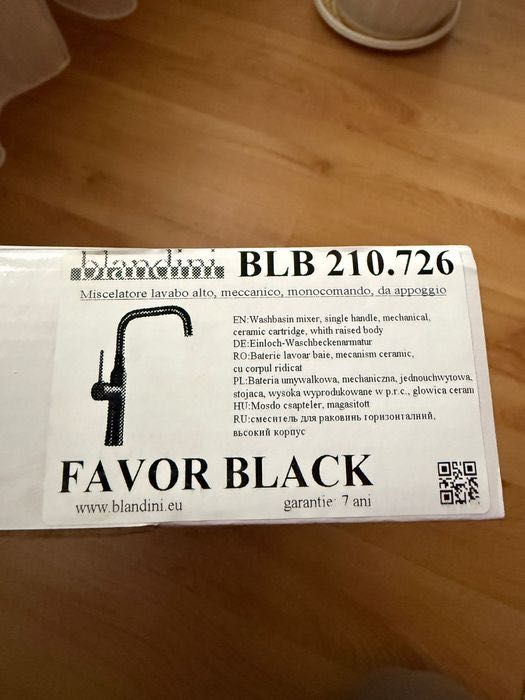 blandini
BLB 210.726
Miscelatore lavabo alto, meccanico, monocomando, da appoggio
EN:Washbasin mixer, single handle, mechanical,
ceramic cartridge, whith raised body
DE:Einloch-Waschbeckenarmatur
RO:Baterie lavoar baie, mecanism ceramic,
cu corpul ridicat
PL:Bateria umywalkowa, mechaniczna, jednouchwytowa,
stojaca, wysoka wyprodukowane w p.r.c., glowica ceram
HU:Mosdo csapteler, magasitott
RU:смеситель для раковинь горизонталний,
вьсокий корпус
FAVOR BLACK
www.blandini.eu
garantie: 7 ani